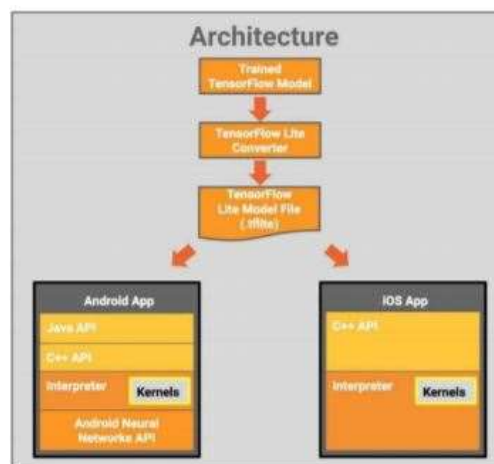 Architecture
Trained
TensorFlow Model
TensorFlow Lite
Converter
TensorFlow
Lite Model File
(.tflite)
Android App
Java API
C++ API
Interpreter
Kernels
Android Neural
Networks API
iOS App
C++ API
Interpreter
Kernels